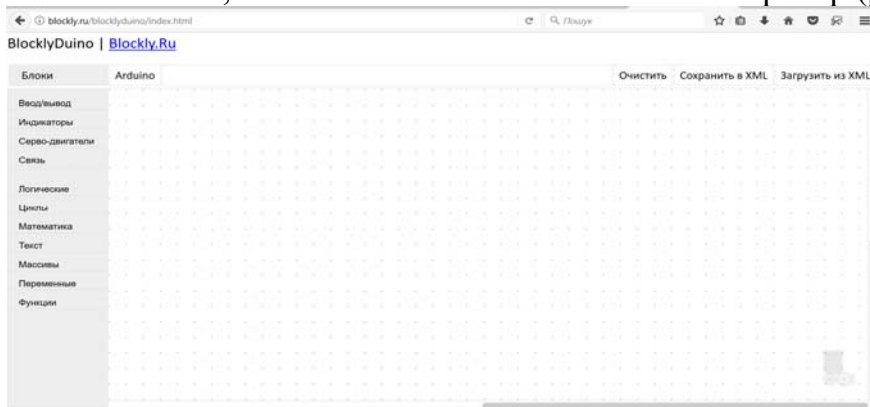 blockly.ru/blocklyduino/index.html
Пошук
BlocklyDuino | Blockly.Ru
Блоки Arduino Очистить Сохранить в XML Загрузить из XML
Ввод/вывод
Индикаторы
Серво-двигатели
Связь
Логические
Циклы
Математика
Текст
Массивы
Переменные
Функции